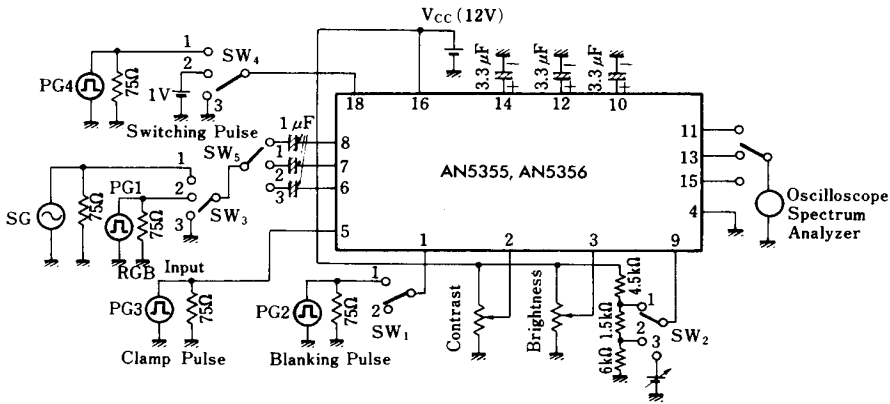 VCC (12V)
1
2
3
SW4
PG4
75Ω
1V
Switching Pulse
3.3 μF
3.3 μF
3.3 μF
18
16
14
12
10
1 μF
8
7
6
5
1
2
3
SW5
AN5355, AN5356
11
13
15
4
Oscilloscope
Spectrum
Analyzer
1
2
3
SW3
SG
75Ω
PG1
75Ω
RGB Input
PG3
75Ω
Clamp Pulse
PG2
75Ω
Blanking Pulse
1
2
SW1
1
2
3
9
Contrast
Brightness
4.5kΩ
1.5kΩ
6kΩ
1
2
3
SW2